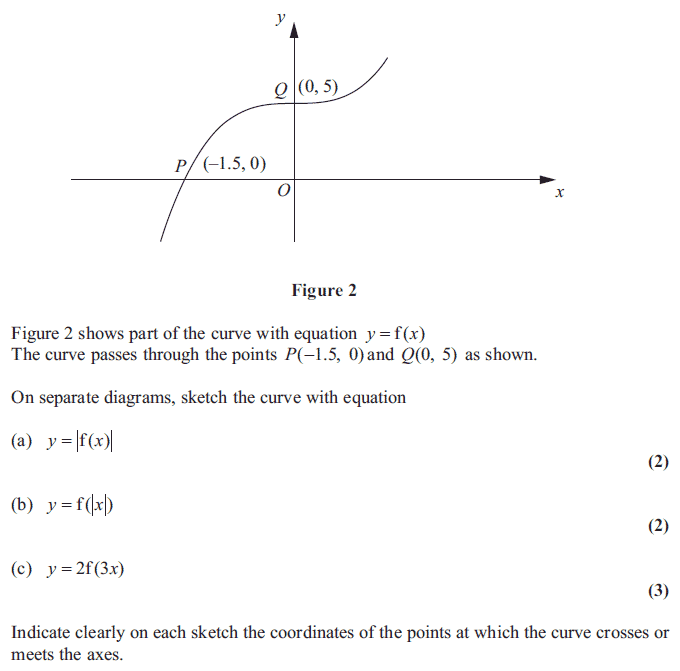 y
Q (0, 5)
P (–1.5, 0)
O
x
Figure 2
Figure 2 shows part of the curve with equation y = f(x)
The curve passes through the points P(−1.5, 0) and Q(0, 5) as shown.
On separate diagrams, sketch the curve with equation
(a) y = |f(x)|
(2)
(b) y = f(|x|)
(2)
(c) y = 2f(3x)
(3)
Indicate clearly on each sketch the coordinates of the points at which the curve crosses or
meets the axes.